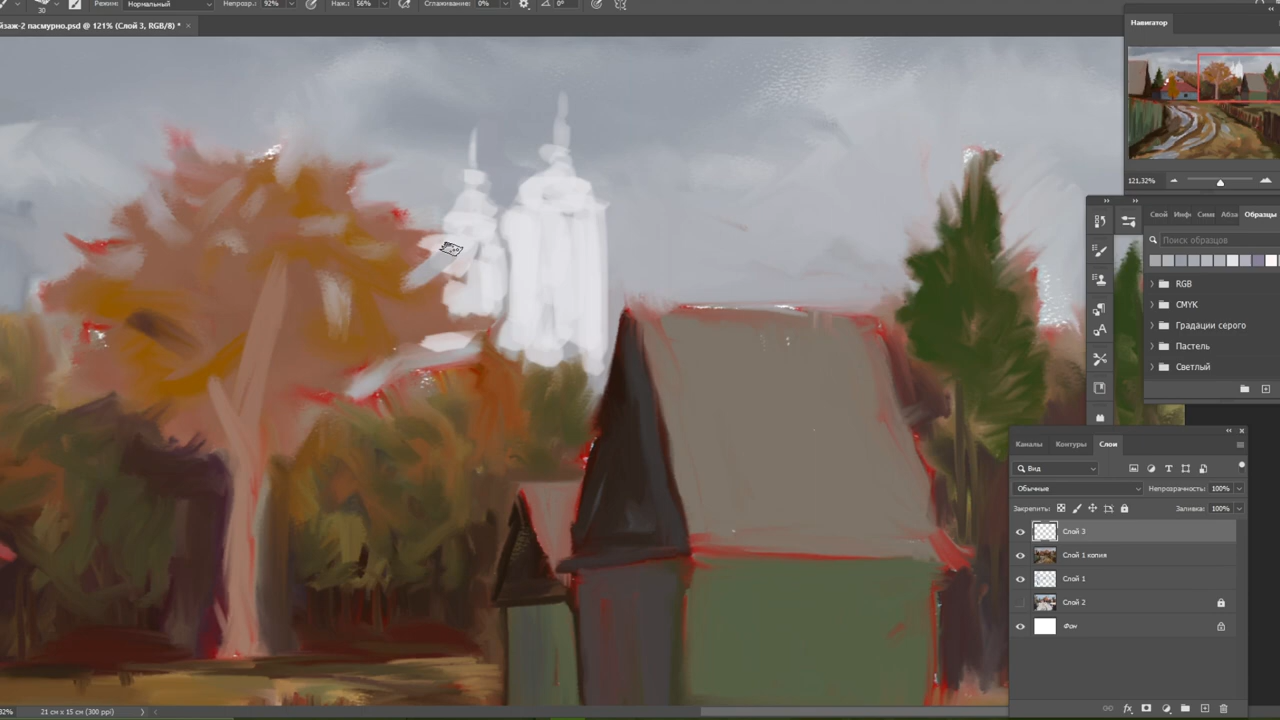 30
Режим:
Нормальный
Непрозр.:
92%
Наж.:
56%
Сглаживание:
0%
0°
йзаж-2 пасмурно.psd @ 121% (Слой 3, RGB/8) *
Навигатор
121,32%
Свой
Инф
Симв
Абза
Образцы
Поиск образцов
RGB
CMYK
Градации серого
Пастель
Светлый
Каналы
Контуры
Слои
Вид
Обычные
Непрозрачность:
100%
Закрепить:
Заливка:
100%
Слой 3
Слой 1 копия
Слой 1
Слой 2
Фон
21 см x 15 см (300 ppi)